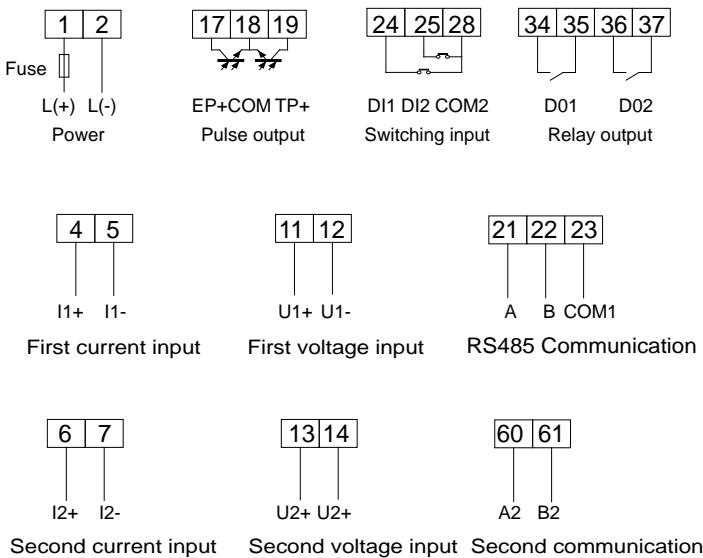 1 2
17 18 19
24 25 28
34 35 36 37
Fuse
L(+) L(-)
EP+COM TP+
DI1 DI2 COM2
D01 D02
Power
Pulse output
Switching input
Relay output
4 5
11 12
21 22 23
I1+ I1-
U1+ U1-
A B COM1
First current input
First voltage input
RS485 Communication
6 7
13 14
60 61
I2+ I2-
U2+ U2+
A2 B2
Second current input
Second voltage input
Second communication